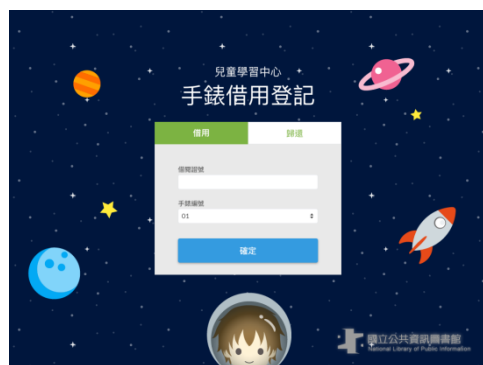 兒童學習中心
手錶借用登記
借用
歸還
借閱證號
手錶編號
01
確定
國立公共資訊圖書館
National Library of Public Information